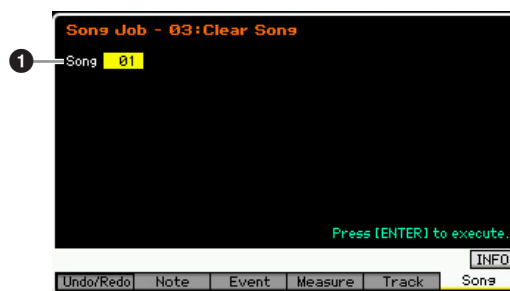 Song Job - 03:Clear Song
1 Song 01
Press [ENTER] to execute.
INFO
Undo/Redo Note Event Measure Track Song